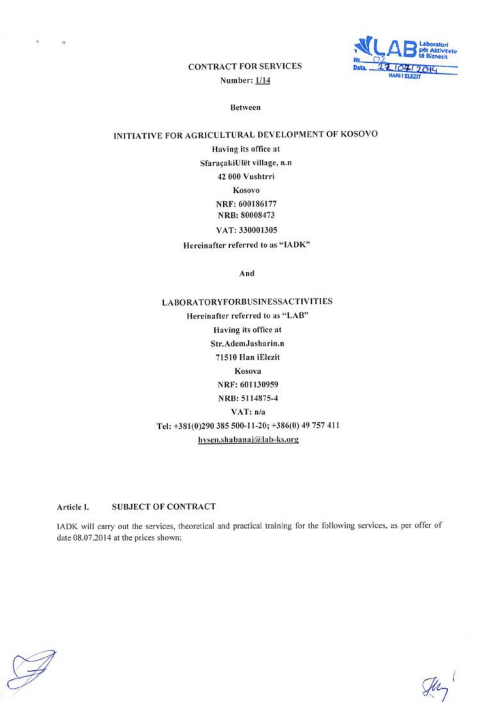 LAB Laboratori
për Aktivitete
të Biznesit
Nr. 02
Data. 22/07/2014
HANI I ELEZIT
CONTRACT FOR SERVICES
Number: 1/14
Between
INITIATIVE FOR AGRICULTURAL DEVELOPMENT OF KOSOVO
Having its office at
SfaraçakiUlët village, n.n
42 000 Vushtrri
Kosovo
NRF: 600186177
NRB: 80008473
VAT: 330001305
Hereinafter referred to as “IADK”
And
LABORATORYFORBUSINESSACTIVITIES
Hereinafter referred to as “LAB”
Having its office at
Str.AdemJasharin.n
71510 Han iElezit
Kosova
NRF: 601130959
NRB: 5114875-4
VAT: n/a
Tel: +381(0)290 385 500-11-20; +386(0) 49 757 411
hysen.shabanaj@lab-ks.org
Article I. SUBJECT OF CONTRACT
IADK will carry out the services, theoretical and practical training for the following services, as per offer of
date 08.07.2014 at the prices shown: